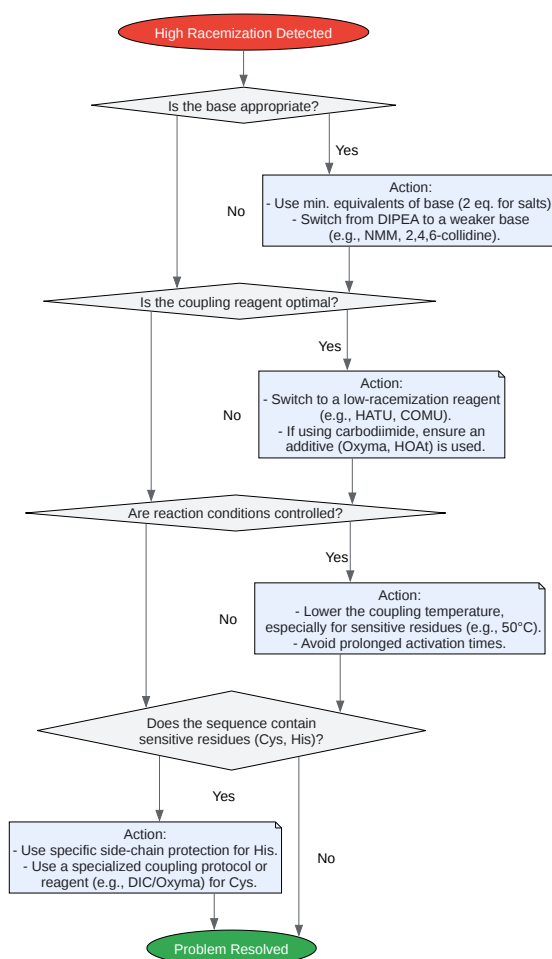 High Racemization Detected
Is the base appropriate?
Yes
Action:
- Use min. equivalents of base (2 eq. for salts)
- Switch from DIPEA to a weaker base
(e.g., NMM, 2,4,6-collidine).
No
Is the coupling reagent optimal?
Yes
Action:
- Switch to a low-racemization reagent
(e.g., HATU, COMU).
- If using carbodiimide, ensure an
additive (Oxyma, HOAt) is used.
No
Are reaction conditions controlled?
Yes
Action:
- Lower the coupling temperature,
especially for sensitive residues (e.g., 50°C).
- Avoid prolonged activation times.
No
Does the sequence contain
sensitive residues (Cys, His)?
Yes
Action:
- Use specific side-chain protection for His.
- Use a specialized coupling protocol or
reagent (e.g., DIC/Oxyma) for Cys.
No
Problem Resolved